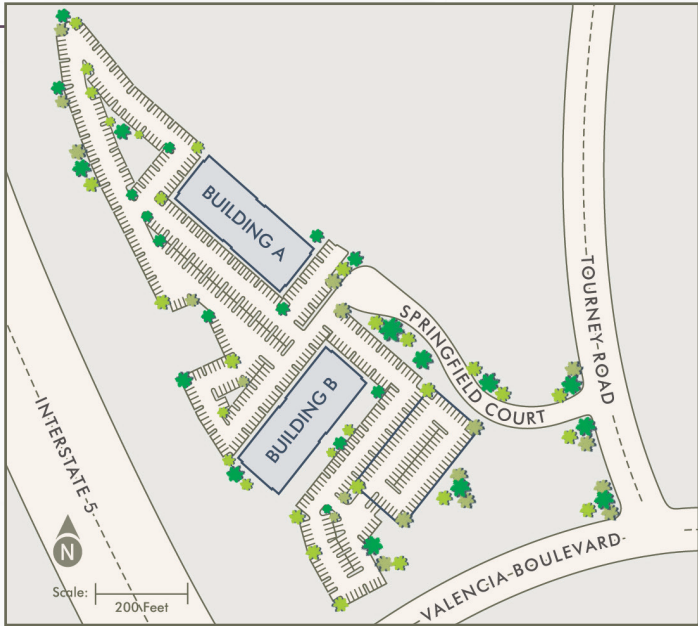 BUILDING A
TOURNEY ROAD
SPRINGFIELD COURT
BUILDING B
INTERSTATE 5
N
Scale:
200 Feet
VALENCIA BOULEVARD